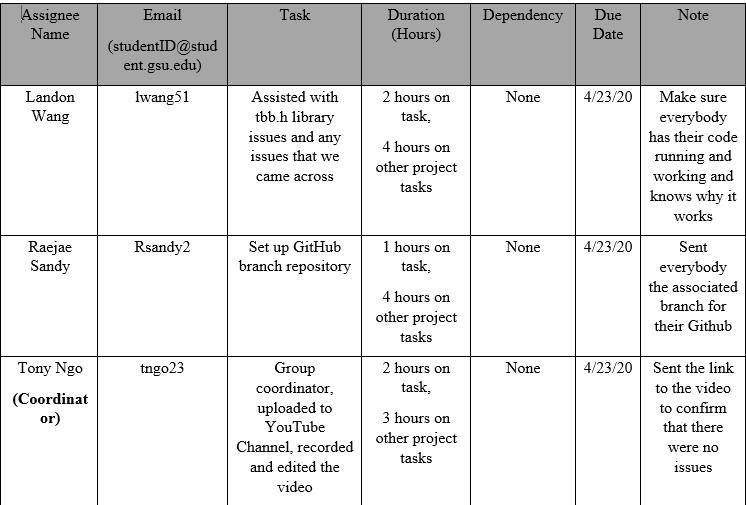 Assignee
Name
Email
(studentID@stud
ent.gsu.edu)
Task
Duration
(Hours)
Dependency
Due
Date
Note
Landon
Wang
lwang51
Assisted with
tbb.h library
issues and any
issues that we
came across
2 hours on
task,
4 hours on
other project
tasks
None
4/23/20
Make sure
everybody
has their code
running and
working and
knows why it
works
Raejae
Sandy
Rsandy2
Set up GitHub
branch repository
1 hours on
task,
4 hours on
other project
tasks
None
4/23/20
Sent
everybody
the associated
branch for
their Github
Tony Ngo
(Coordinat
or)
tngo23
Group
coordinator,
uploaded to
YouTube
Channel, recorded
and edited the
video
2 hours on
task,
3 hours on
other project
tasks
None
4/23/20
Sent the link
to the video
to confirm
that there
were no
issues